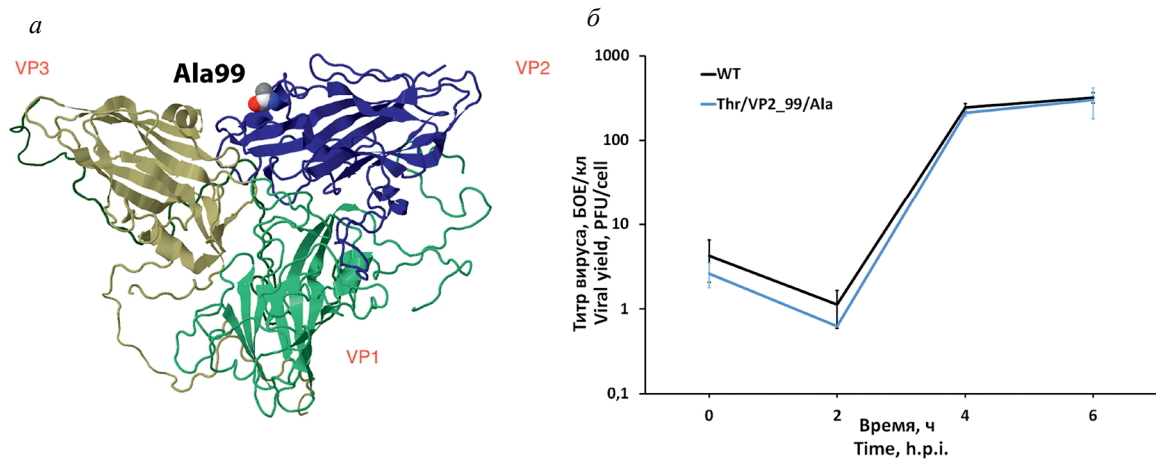 а
VP3
Ala99
VP2
VP1
б
1000
100
10
1
0,1
WT
Thr/VP2_99/Ala
Титр вируса, БОЕ/кл
Viral yield, PFU/cell
0 2 4 6
Время, ч
Time, h.p.i.